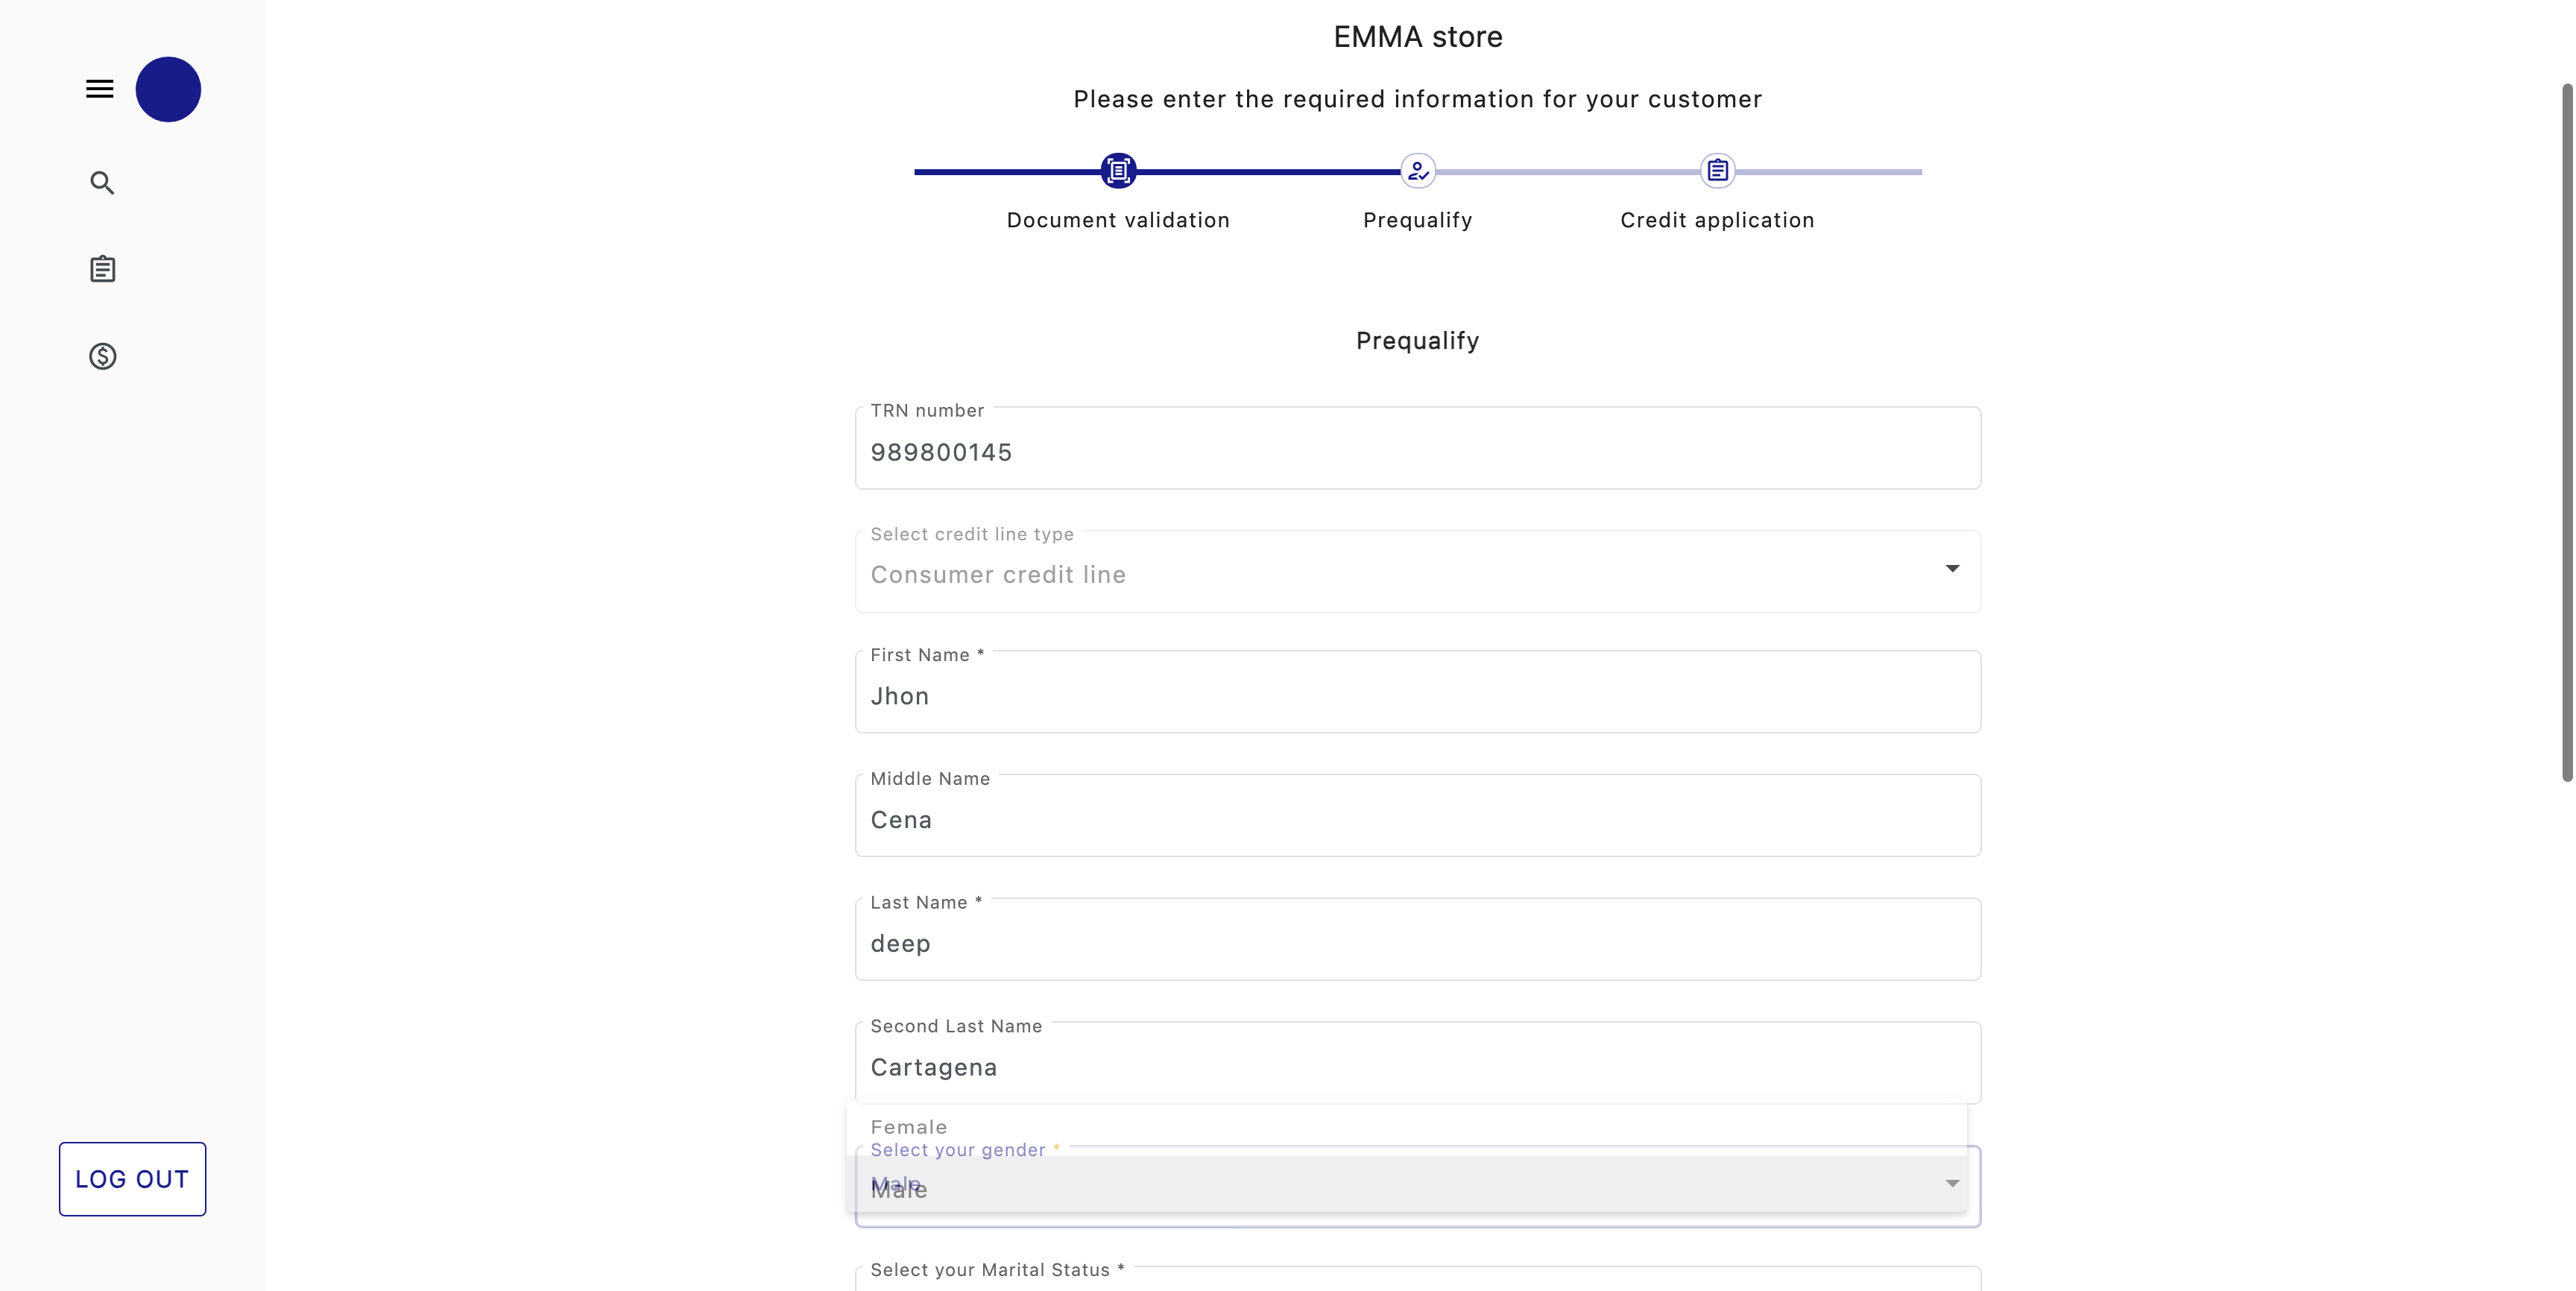 EMMA store
Please enter the required information for your customer
Document validation
Prequalify
Credit application
Prequalify
TRN number
989800145
Select credit line type
Consumer credit line
First Name *
Jhon
Middle Name
Cena
Last Name *
deep
Second Last Name
Cartagena
Female
Select your gender *
Male
Male
Select your Marital Status *
LOG OUT